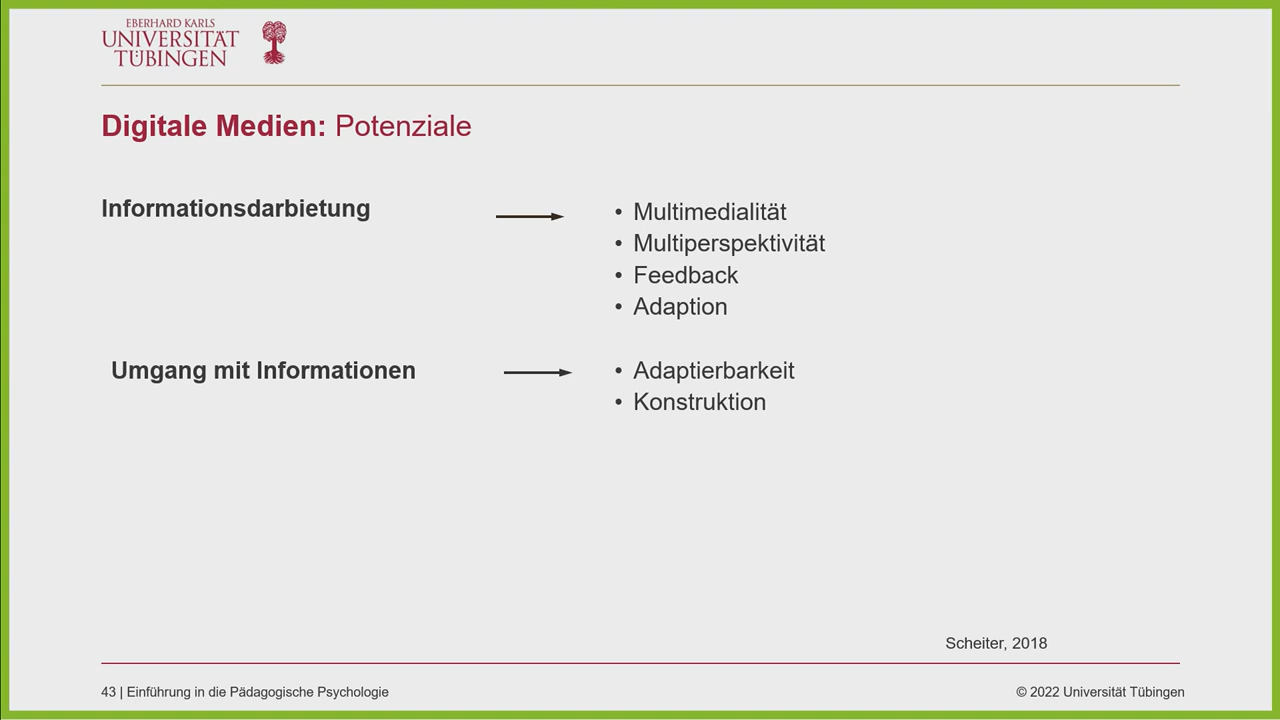 EBERHARD KARLS
UNIVERSITÄT
TÜBINGEN
Digitale Medien: Potenziale
Informationsdarbietung
• Multimedialität
• Multiperspektivität
• Feedback
• Adaption
Umgang mit Informationen
• Adaptierbarkeit
• Konstruktion
Scheiter, 2018
43 | Einführung in die Pädagogische Psychologie
© 2022 Universität Tübingen